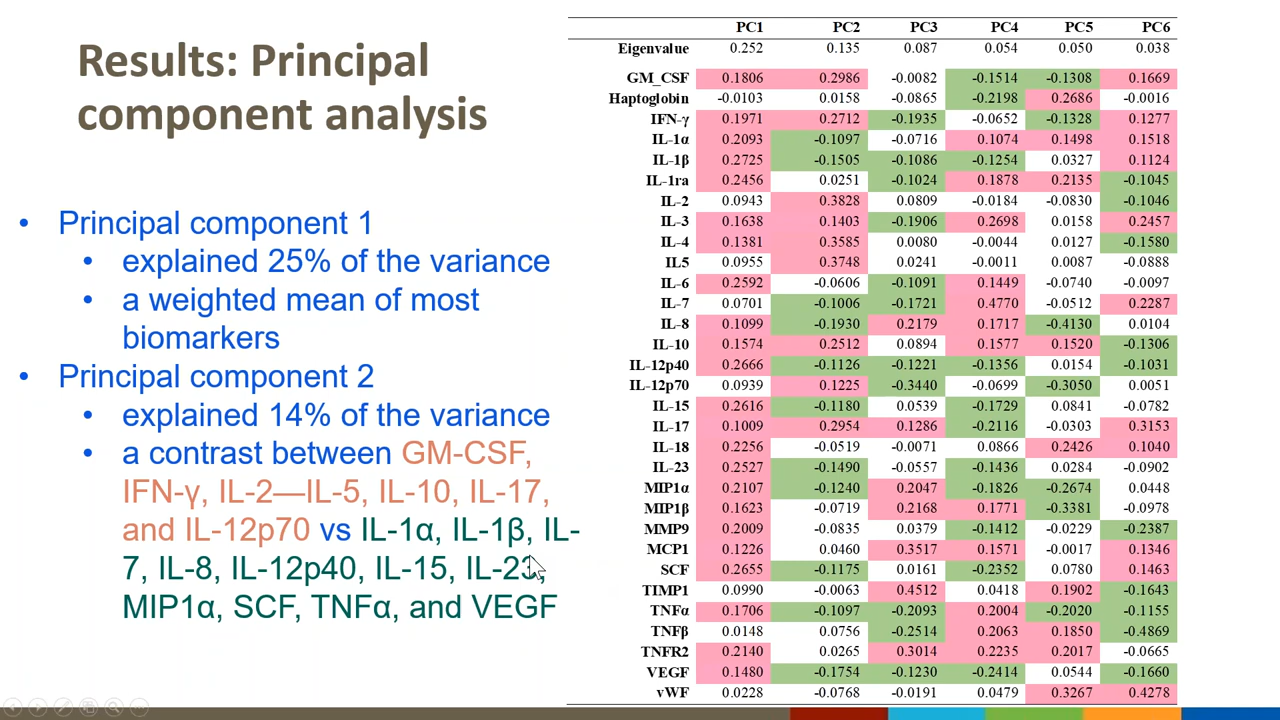 Results: Principal
component analysis
• Principal component 1
• explained 25% of the variance
• a weighted mean of most
biomarkers
• Principal component 2
• explained 14% of the variance
• a contrast between GM-CSF,
IFN-γ, IL-2—IL-5, IL-10, IL-17,
and IL-12p70 vs IL-1α, IL-1β, IL-
7, IL-8, IL-12p40, IL-15, IL-23,
MIP1α, SCF, TNFα, and VEGF
PC1 PC2 PC3 PC4 PC5 PC6
Eigenvalue 0.252 0.135 0.087 0.054 0.050 0.038
GM_CSF 0.1806 0.2986 -0.0082 -0.1514 -0.1308 0.1669
Haptoglobin -0.0103 0.0158 -0.0865 -0.2198 0.2686 -0.0016
IFN-γ 0.1971 0.2712 -0.1935 -0.0652 -0.1328 0.1277
IL-1α 0.2093 -0.1097 -0.0716 0.1074 0.1498 0.1518
IL-1β 0.2725 -0.1505 -0.1086 -0.1254 0.0327 0.1124
IL-1ra 0.2456 0.0251 -0.1024 0.1878 0.2135 -0.1045
IL-2 0.0943 0.3828 0.0809 -0.0184 -0.0830 -0.1046
IL-3 0.1638 0.1403 -0.1906 0.2698 0.0158 0.2457
IL-4 0.1381 0.3585 0.0080 -0.0044 0.0127 -0.1580
IL5 0.0955 0.3748 0.0241 -0.0011 0.0087 -0.0888
IL-6 0.2592 -0.0606 -0.1091 0.1449 -0.0740 -0.0097
IL-7 0.0701 -0.1006 -0.1721 0.4770 -0.0512 0.2287
IL-8 0.1099 -0.1930 0.2179 0.1717 -0.4130 0.0104
IL-10 0.1574 0.2512 0.0894 0.1577 0.1520 -0.1306
IL-12p40 0.2666 -0.1126 -0.1221 -0.1356 0.0154 -0.1031
IL-12p70 0.0939 0.1225 -0.3440 -0.0699 -0.3050 0.0051
IL-15 0.2616 -0.1180 0.0539 -0.1729 0.0841 -0.0782
IL-17 0.1009 0.2954 0.1286 -0.2116 -0.0303 0.3153
IL-18 0.2256 -0.0519 -0.0071 0.0866 0.2426 0.1040
IL-23 0.2527 -0.1490 -0.0557 -0.1436 0.0284 -0.0902
MIP1α 0.2107 -0.1240 0.2047 -0.1826 -0.2674 0.0448
MIP1β 0.1623 -0.0719 0.2168 0.1771 -0.3381 -0.0978
MMP9 0.2009 -0.0835 0.0379 -0.1412 -0.0229 -0.2387
MCP1 0.1226 0.0460 0.3517 0.1571 -0.0017 0.1346
SCF 0.2655 -0.1175 0.0161 -0.2352 0.0780 0.1463
TIMP1 0.0990 -0.0063 0.4512 0.0418 0.1902 -0.1643
TNFα 0.1706 -0.1097 -0.2093 0.2004 -0.2020 -0.1155
TNFβ 0.0148 0.0756 -0.2514 0.2063 0.1850 -0.4869
TNFR2 0.2140 0.0265 0.3014 0.2235 0.2017 -0.0665
VEGF 0.1480 -0.1754 -0.1230 -0.2414 0.0544 -0.1660
vWF 0.0228 -0.0768 -0.0191 0.0479 0.3267 0.4278